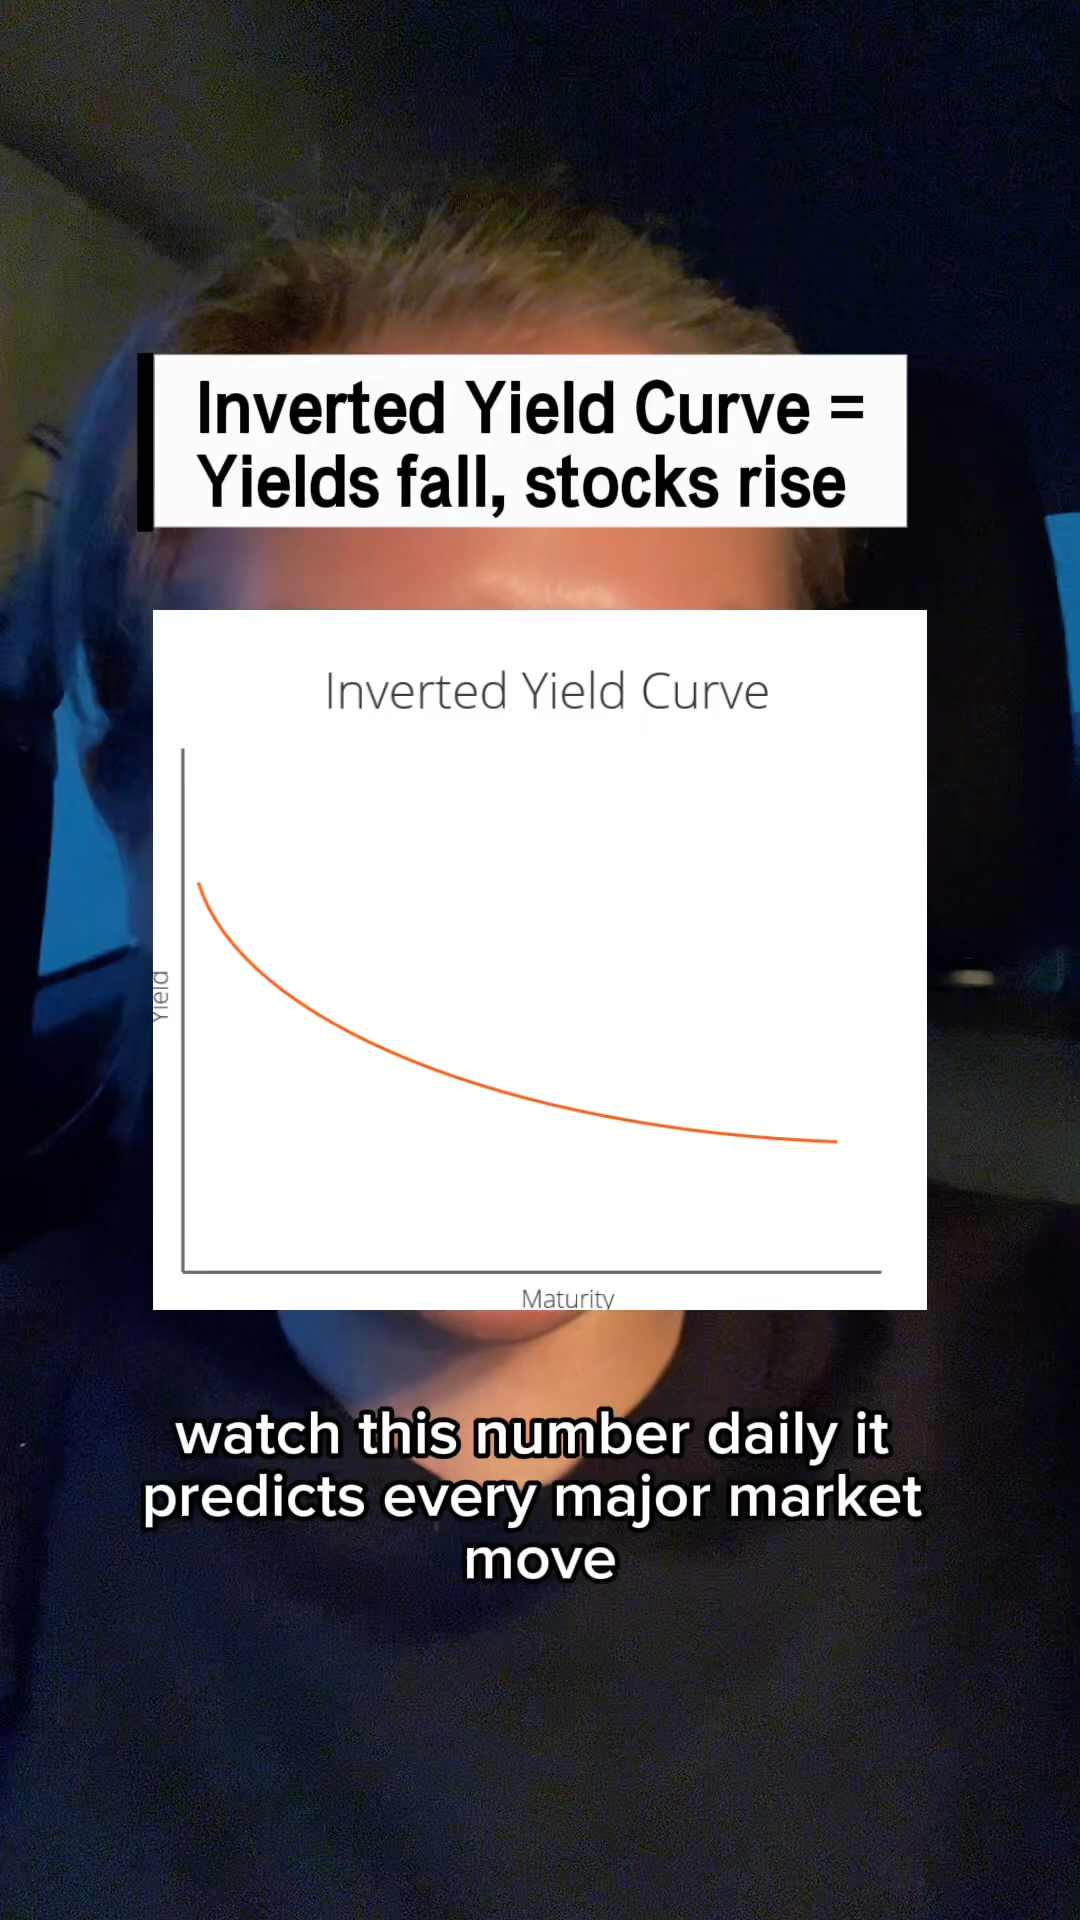 Inverted Yield Curve =
Yields fall, stocks rise
Inverted Yield Curve
Yield
Maturity
watch this number daily it
predicts every major market
move